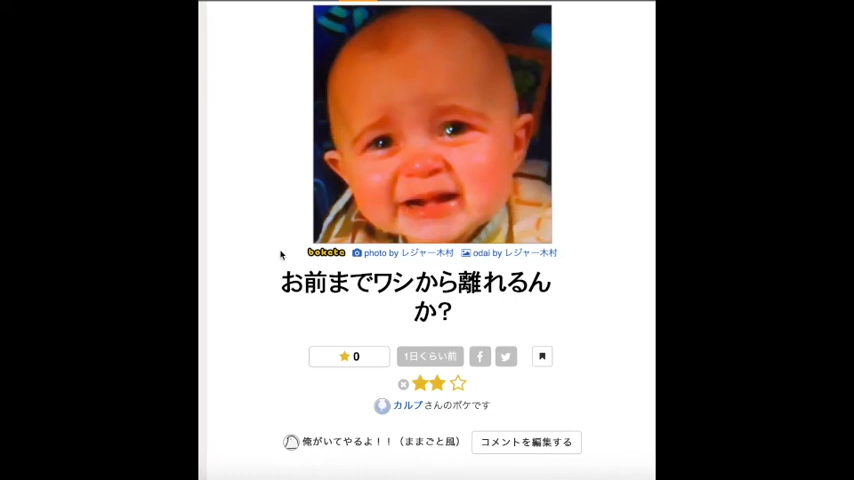 bokete photo by レジャー木村 odai by レジャー木村
お前までワシから離れるん
か?
0 1日くらい前
カルプさんのボケです
俺がいてやるよ！！（ままごと風） コメントを編集する